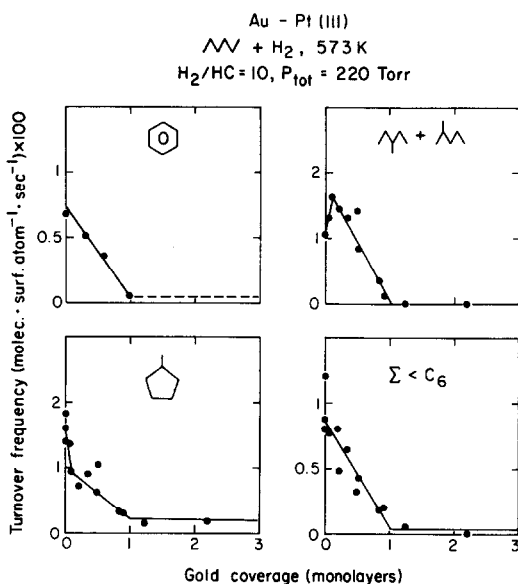 Au – Pt (111)
+ H₂, 573 K
H₂/HC = 10, Pₜₒₜ = 220 Torr
Turnover frequency (molec. · surf. atom⁻¹ · sec⁻¹)×100
1
0.5
0
+
2
1
0
2
1
0
0 1 2 3
Σ < C₆
1
0.5
0
0 1 2 3
Gold coverage (monolayers)